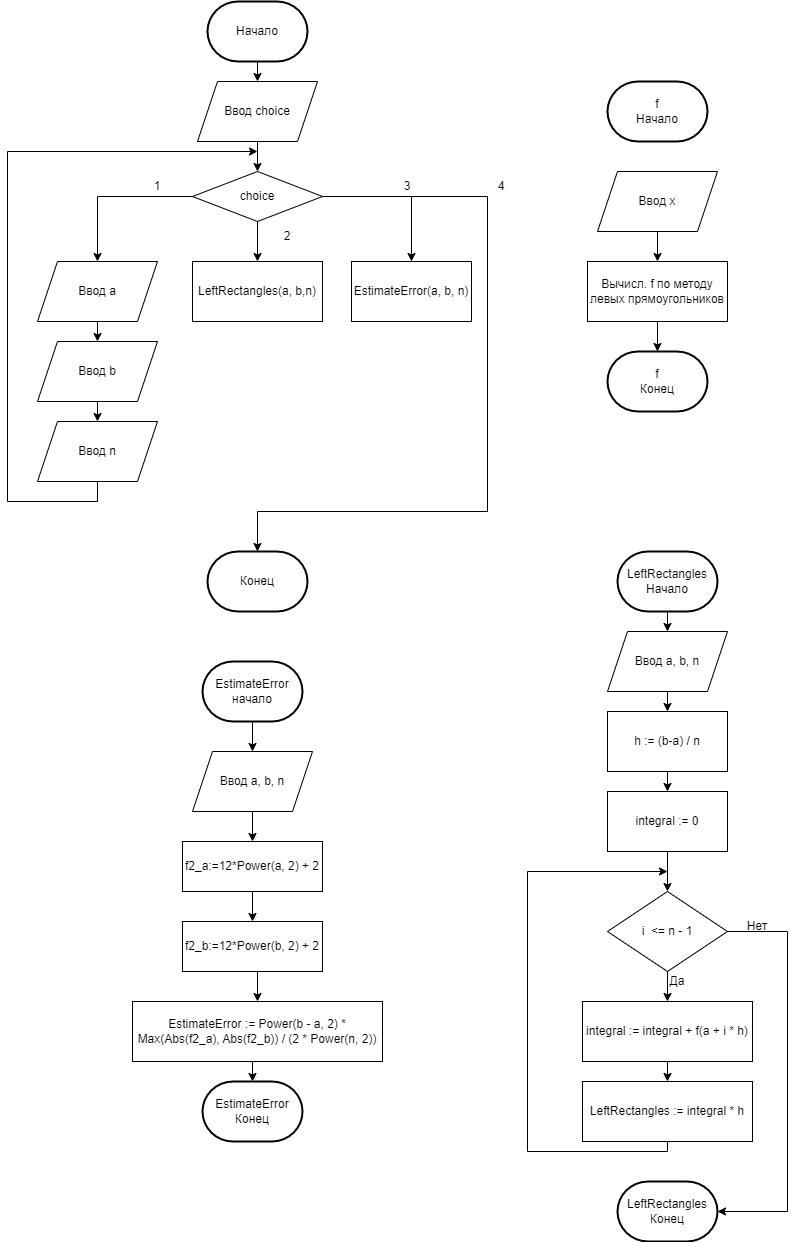 Начало
Ввод choice
choice
1
2
3
4
Ввод a
LeftRectangles(a, b,n)
EstimateError(a, b, n)
Ввод b
Ввод n
Конец
f
Начало
Ввод x
Вычисл. f по методу
левых прямоугольников
f
Конец
EstimateError
начало
Ввод a, b, n
f2_a:=12*Power(a, 2) + 2
f2_b:=12*Power(b, 2) + 2
EstimateError := Power(b - a, 2) *
Max(Abs(f2_a), Abs(f2_b)) / (2 * Power(n, 2))
EstimateError
Конец
LeftRectangles
Начало
Ввод a, b, n
h := (b-a) / n
integral := 0
i <= n - 1
Нет
Да
integral := integral + f(a + i * h)
LeftRectangles := integral * h
LeftRectangles
Конец